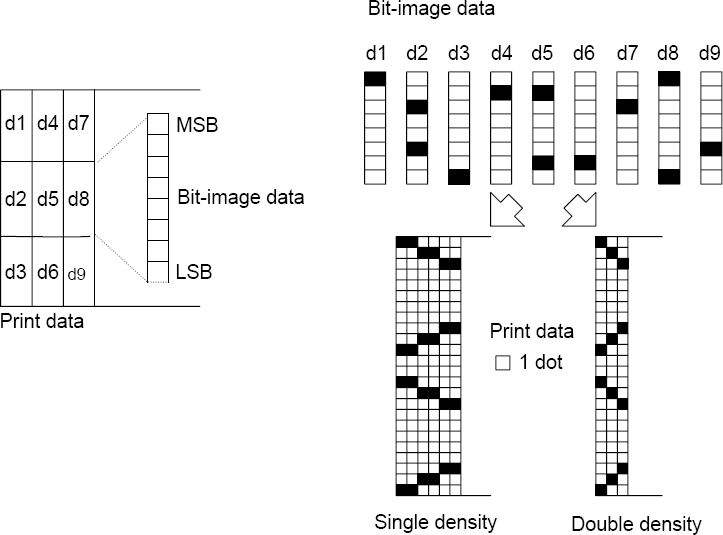 Bit-image data
d1 d2 d3 d4 d5 d6 d7 d8 d9
d1 d4 d7
MSB
d2 d5 d8
Bit-image data
d3 d6 d9
LSB
Print data
Print data
1 dot
Single density
Double density